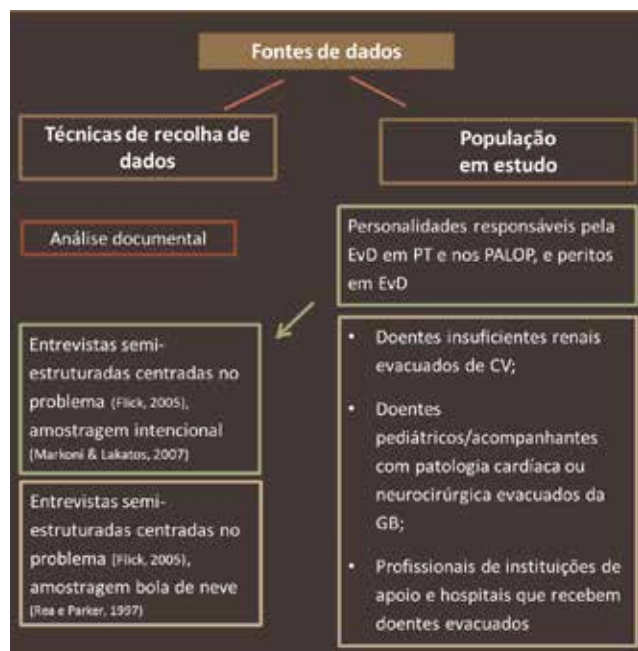 Fontes de dados
Técnicas de recolha de
dados
População
em estudo
Análise documental
Personalidades responsáveis pela
EvD em PT e nos PALOP, e peritos
em EvD
Entrevistas semi-
estruturadas centradas no
problema (Flick, 2005),
amostragem intencional
(Markoni & Lakatos, 2007)
Entrevistas semi-
estruturadas centradas no
problema (Flick, 2005),
amostragem bola de neve
(Rea e Parker, 1997)
• Doentes insuficientes renais
evacuados de CV;
• Doentes
pediátricos/acompanhantes
com patologia cardíaca ou
neurocirúrgica evacuados da
GB;
• Profissionais de instituições de
apoio e hospitais que recebem
doentes evacuados